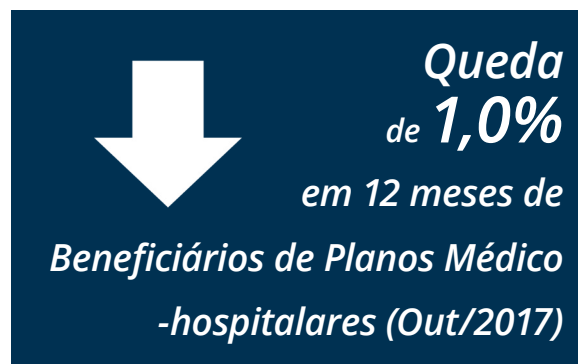 Queda
de 1,0%
em 12 meses de
Beneficiários de Planos Médico
-hospitalares (Out/2017)